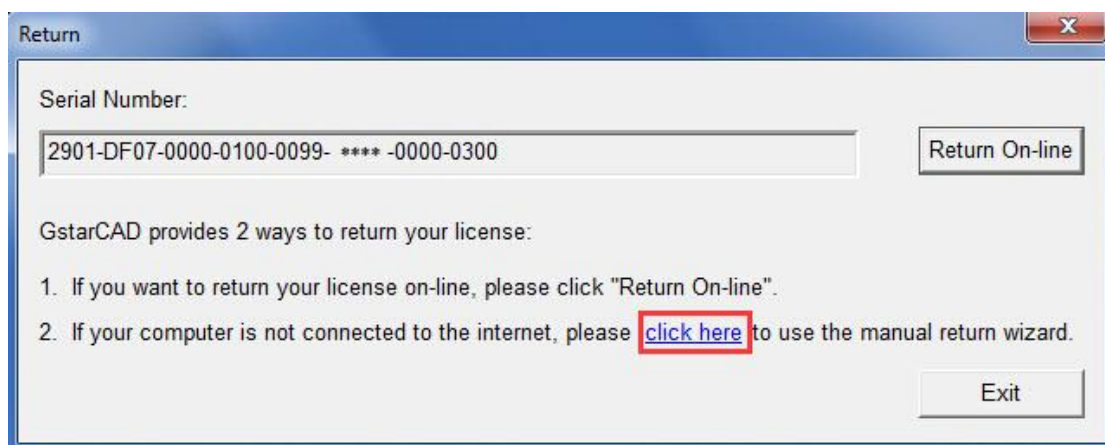 Return
x
Serial Number:
2901-DF07-0000-0100-0099- **** -0000-0300
Return On-line
GstarCAD provides 2 ways to return your license:
1. If you want to return your license on-line, please click "Return On-line".
2. If your computer is not connected to the internet, please click here to use the manual return wizard.
Exit